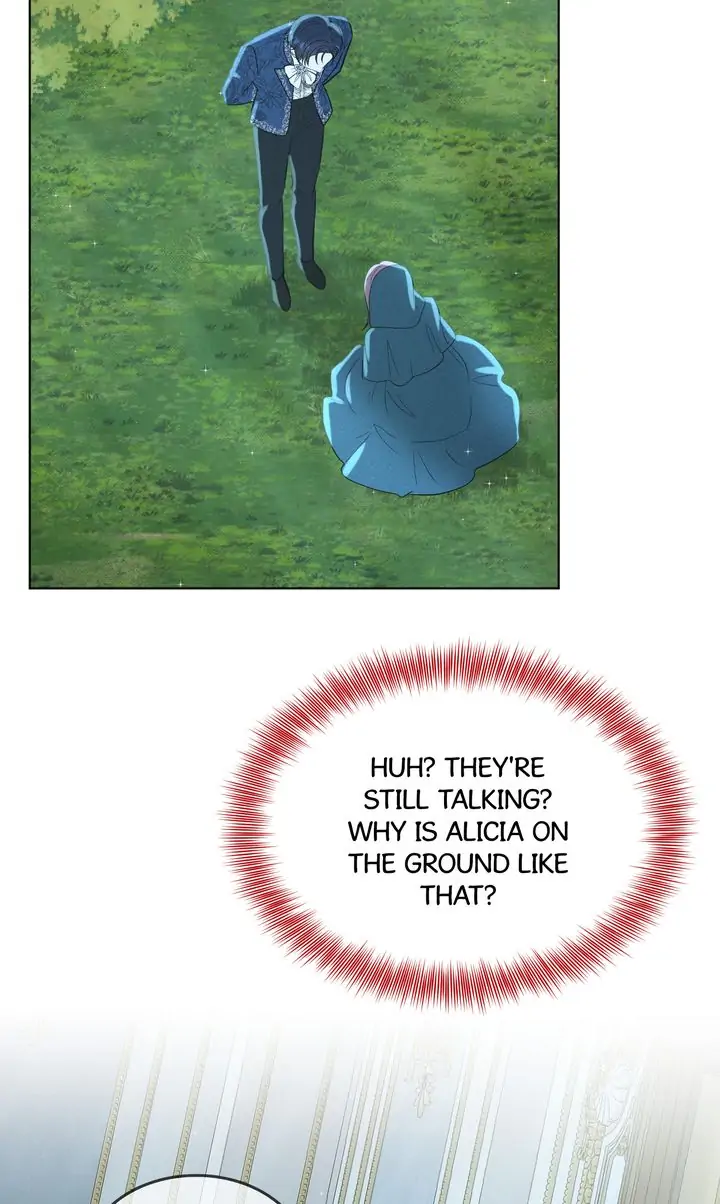 HUH? THEY'RE
STILL TALKING?
WHY IS ALICIA ON
THE GROUND LIKE
THAT?